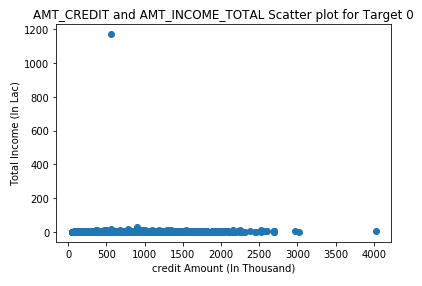 AMT_CREDIT and AMT_INCOME_TOTAL Scatter plot for Target 0
1200
1000
800
600
400
200
0
Total Income (In Lac)
0 500 1000 1500 2000 2500 3000 3500 4000
credit Amount (In Thousand)